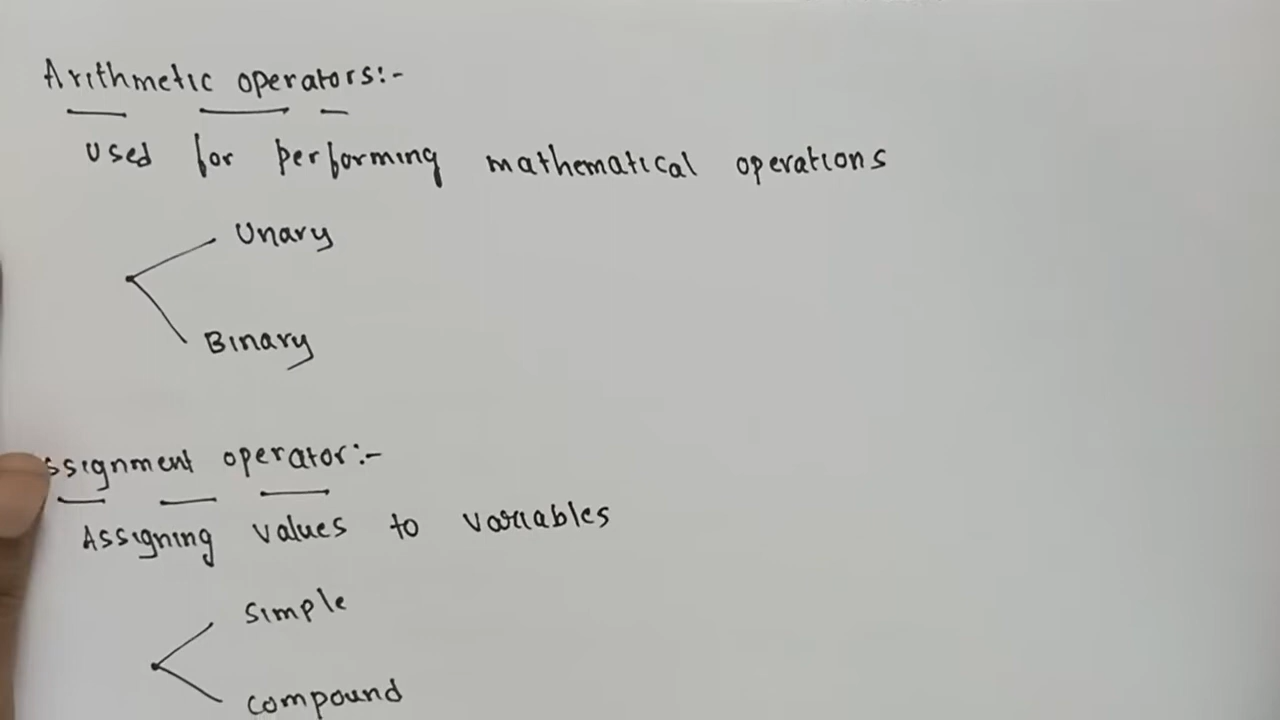 Arithmetic operators:-
used for performing mathematical operations
Unary
Binary
ssignment operator:-
Assigning values to variables
Simple
compound